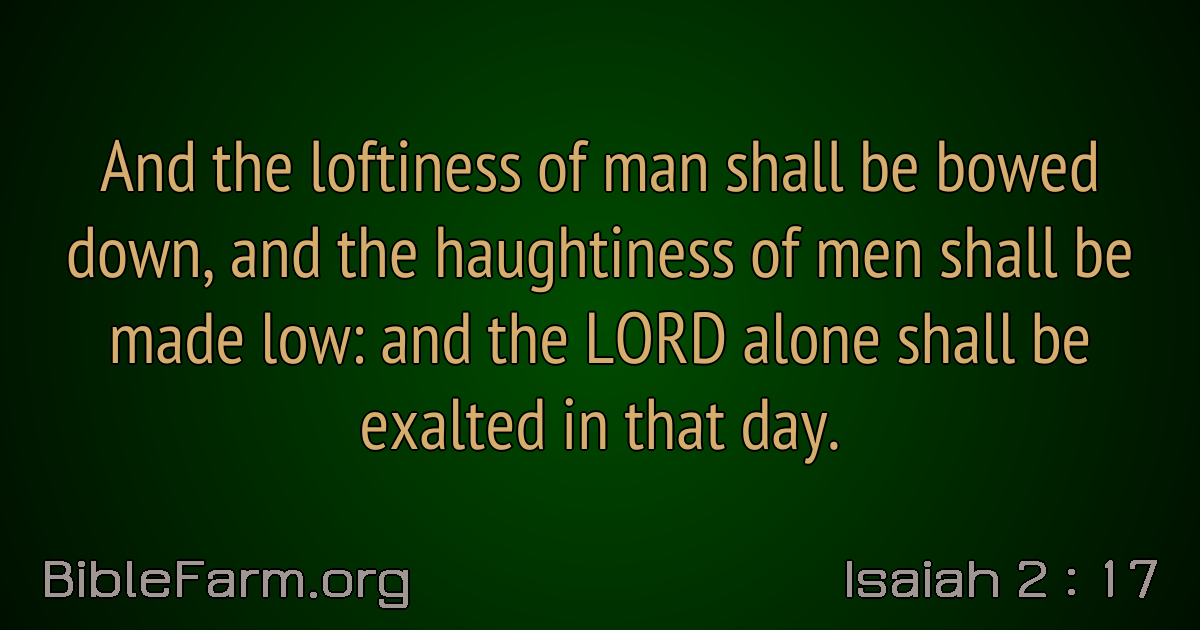 And the loftiness of man shall be bowed
down, and the haughtiness of men shall be
made low: and the LORD alone shall be
exalted in that day.
BibleFarm.org
Isaiah 2 : 17